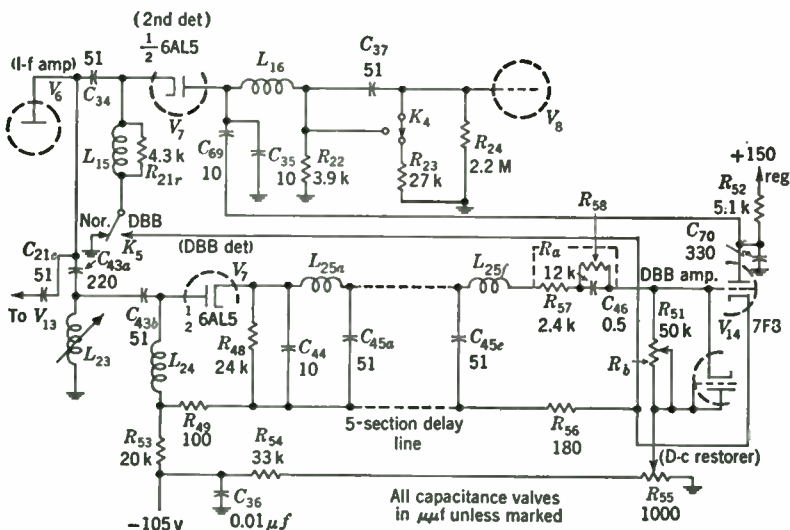 (2nd det)
½ 6AL5
51
(I-f amp)
V6
C34
V7
L16
C37
51
K4
V8
L15
4.3 k
R21r
C69
10
C35
10
R22
3.9 k
R23
27 k
R24
2.2 M
+150
reg
R52
5.1 k
R58
Nor.
DBB
K5
(DBB det)
C21e
51
C43a
220
To V13
C43b
51
½
6AL5
V7
L25a
L25f
Ra
12 k
R57
2.4 k
C46
0.5
DBB amp.
C70
330
R51
50 k
V14
7F8
L23
L24
R48
24 k
C44
10
C45a
51
C45e
51
Rb
R49
100
5-section delay
line
R56
180
R53
20 k
R54
33 k
(D-c restorer)
C36
0.01 μf
-105 v
All capacitance valves
in μμf unless marked
R55
1000